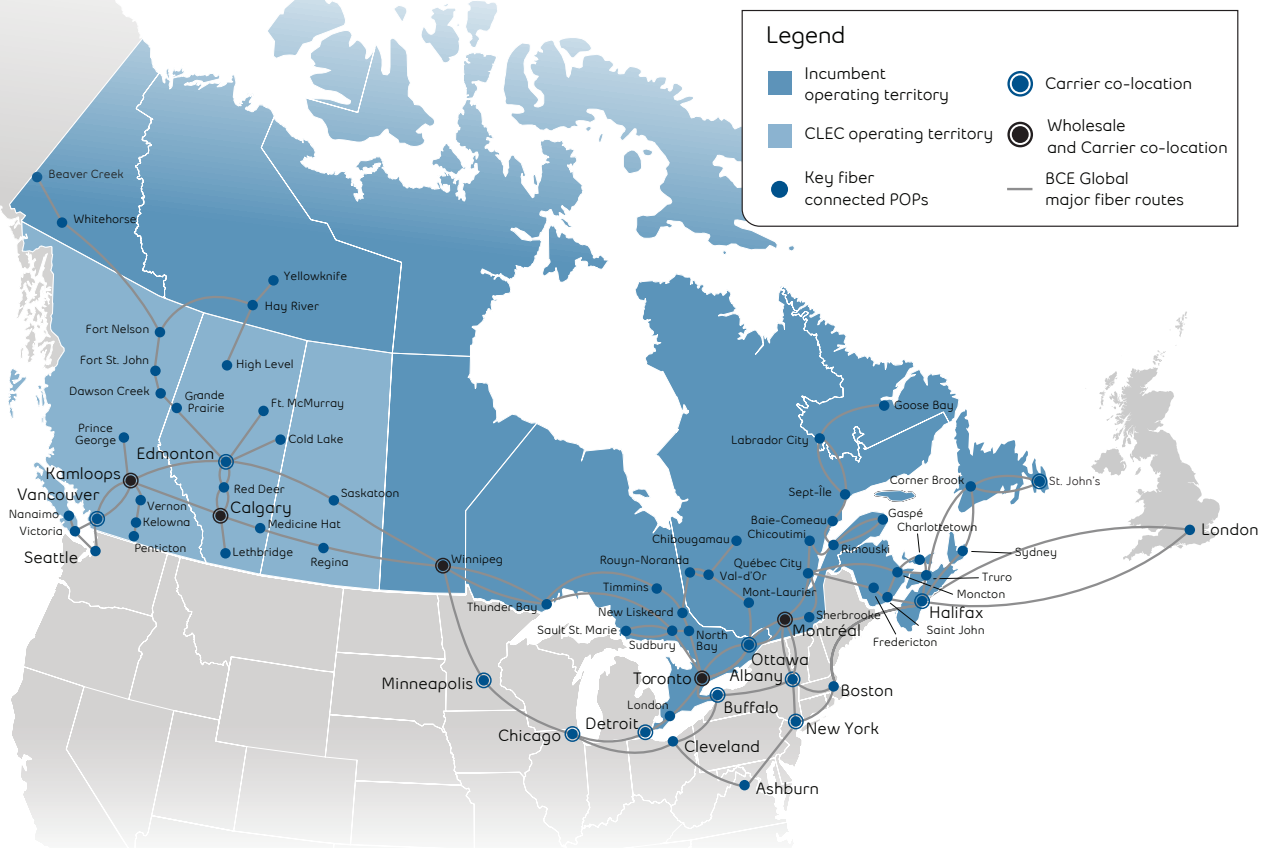 Legend
Incumbent
operating territory
CLEC operating territory
Key fiber
connected POPs
Carrier co-location
Wholesale
and Carrier co-location
BCE Global
major fiber routes
Beaver Creek
Whitehorse
Yellowknife
Hay River
Fort Nelson
High Level
Fort St. John
Dawson Creek
Grande
Prairie
Ft. McMurray
Prince
George
Cold Lake
Edmonton
Kamloops
Red Deer
Saskatoon
Vancouver
Vernon
Calgary
Nanaimo
Kelowna
Medicine Hat
Victoria
Penticton
Lethbridge
Seattle
Regina
Winnipeg
Thunder Bay
Goose Bay
Labrador City
Sept-Île
Corner Brook
St. John's
Baie-Comeau
Gaspé
Chicoutimi
Charlottetown
Chibougamau
Rimouski
London
Rouyn-Noranda
Québec City
Sydney
Val-d'Or
Truro
Timmins
Mont-Laurier
Moncton
New Liskeard
Sherbrooke
Halifax
Sault St. Marie
Montréal
Saint John
Sudbury
North
Bay
Fredericton
Ottawa
Toronto
Albany
Minneapolis
Boston
London
Buffalo
Detroit
New York
Chicago
Cleveland
Ashburn